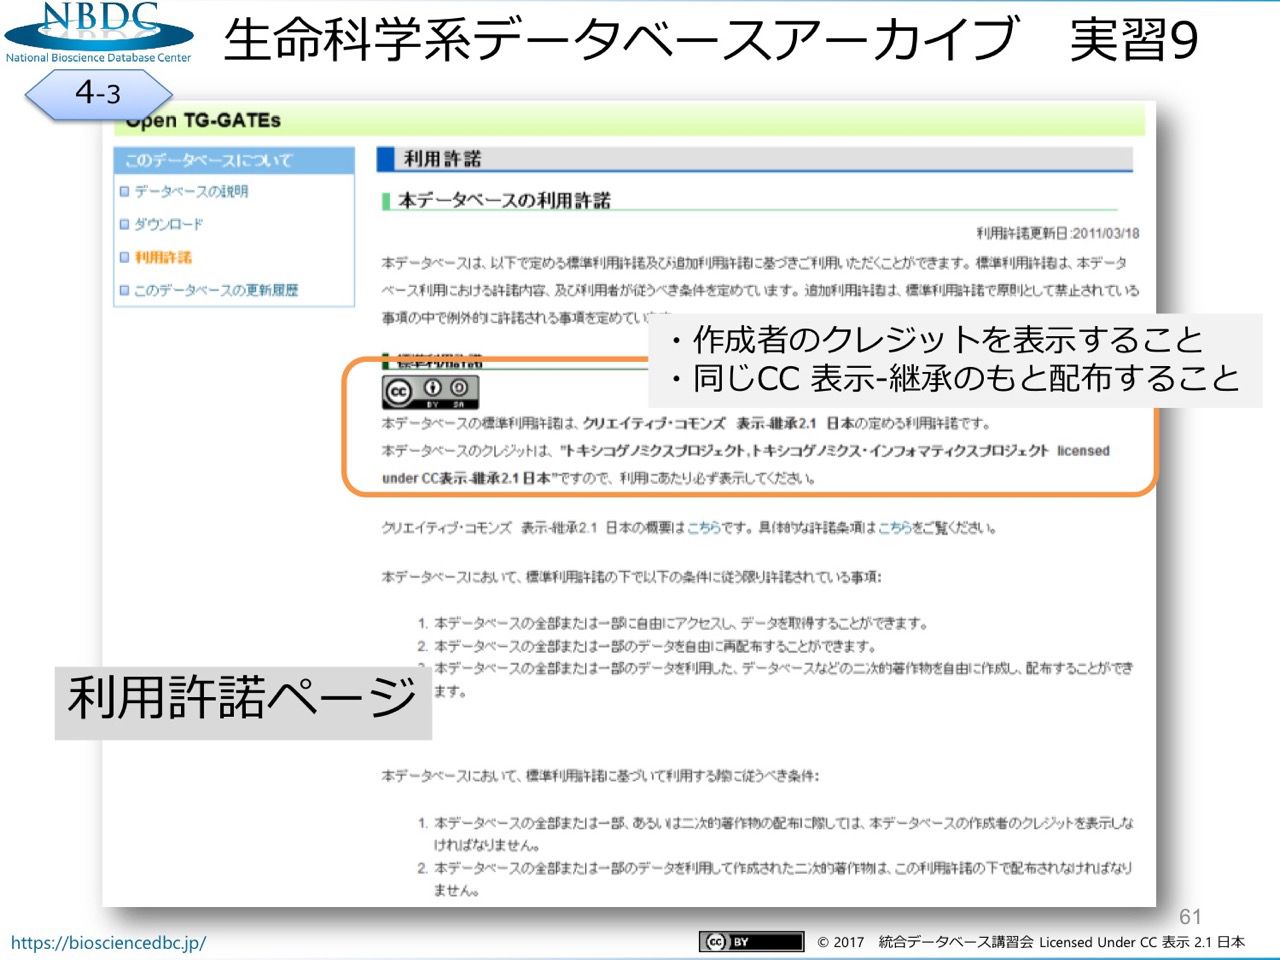 NBDC
National Bioscience Database Center
生命科学系データベースアーカイブ　実習9
4-3
Open TG-GATEs
このデータベースについて
データベースの説明
ダウンロード
利用許諾
このデータベースの更新履歴
利用許諾
本データベースの利用許諾
利用許諾更新日:2011/03/18
本データベースは、以下で定める標準利用許諾及び追加利用許諾に基づきご利用いただくことができます。標準利用許諾は、本データ
ベース利用における許諾内容、及び利用者が従うべき条件を定めています。追加利用許諾は、標準利用許諾で原則として禁止されている
事項の中で例外的に許諾される事項を定めてい
・作成者のクレジットを表示すること
・同じCC 表示-継承のもと配布すること
標準利用許諾
CC BY SA
本データベースの標準利用許諾は、クリエイティブ・コモンズ 表示-継承2.1 日本の定める利用許諾です。
本データベースのクレジットは、"トキシコゲノミクスプロジェクト,トキシコゲノミクス・インフォマティクスプロジェクト licensed
under CC表示-継承2.1 日本"ですので、利用にあたり必ず表示してください。
クリエイティブ・コモンズ 表示-継承2.1 日本の概要はこちらです。具体的な許諾条項はこちらをご覧ください。
本データベースにおいて、標準利用許諾の下で以下の条件に従う限り許諾されている事項:
1. 本データベースの全部または一部に自由にアクセスし、データを取得することができます。
2. 本データベースの全部または一部のデータを自由に再配布することができます。
本データベースの全部または一部のデータを利用した、データベースなどの二次的著作物を自由に作成し、配布することができ
ます。
利用許諾ページ
本データベースにおいて、標準利用許諾に基づいて利用する際に従うべき条件:
1. 本データベースの全部または一部、あるいは二次的著作物の配布に際しては、本データベースの作成者のクレジットを表示しな
ければなりません。
2. 本データベースの全部または一部のデータを利用して作成された二次的著作物は、この利用許諾の下で配布されなければなり
ません。
61
https://biosciencedbc.jp/
CC BY
© 2017　統合データベース講習会 Licensed Under CC 表示 2.1 日本